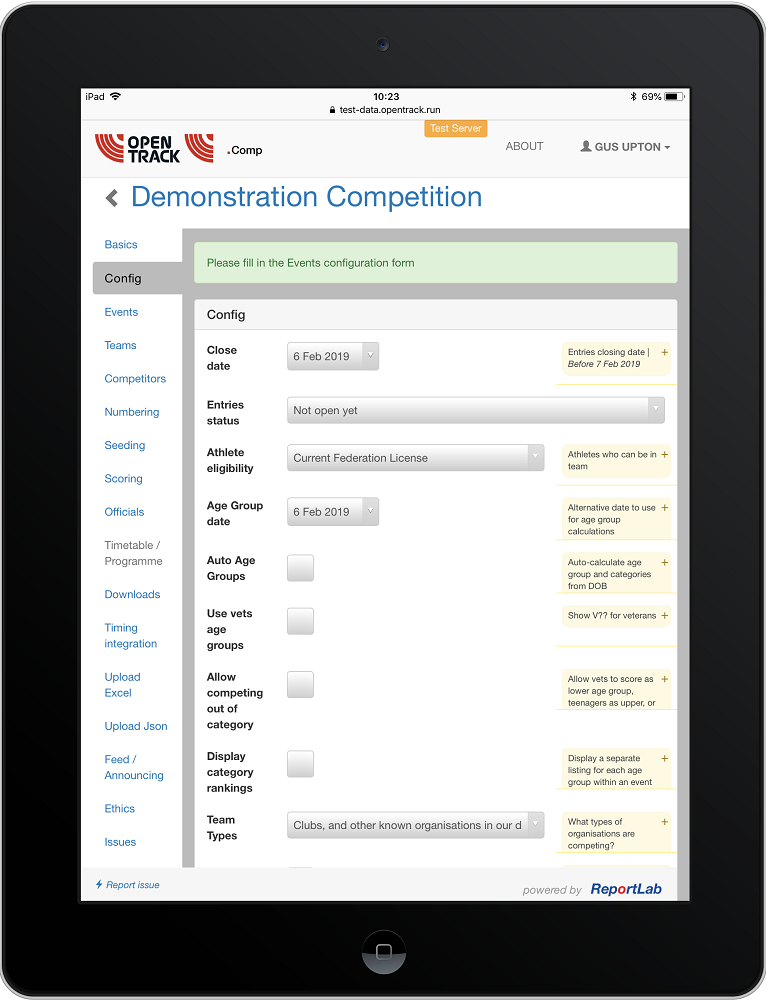 iPad
10:23
69%
test-data.opentrack.run
Test Server
OPEN
TRACK
.Comp
ABOUT
GUS UPTON
Demonstration Competition
Basics
Config
Events
Teams
Competitors
Numbering
Seeding
Scoring
Officials
Timetable /
Programme
Downloads
Timing
integration
Upload
Excel
Upload Json
Feed /
Announcing
Ethics
Issues
Please fill in the Events configuration form
Config
Close
date
6 Feb 2019
Entries closing date |
Before 7 Feb 2019
Entries
status
Not open yet
Athlete
eligibility
Current Federation License
Athletes who can be in
team
Age Group
date
6 Feb 2019
Alternative date to use
for age group
calculations
Auto Age
Groups
Auto-calculate age
group and categories
from DOB
Use vets
age
groups
Show V?? for veterans
Allow
competing
out of
category
Allow vets to score as
lower age group,
teenagers as upper, or
Display
category
rankings
Display a separate
listing for each age
group within an event
Team
Types
Clubs, and other known organisations in our d
What types of
organisations are
competing?
Report issue
powered by ReportLab